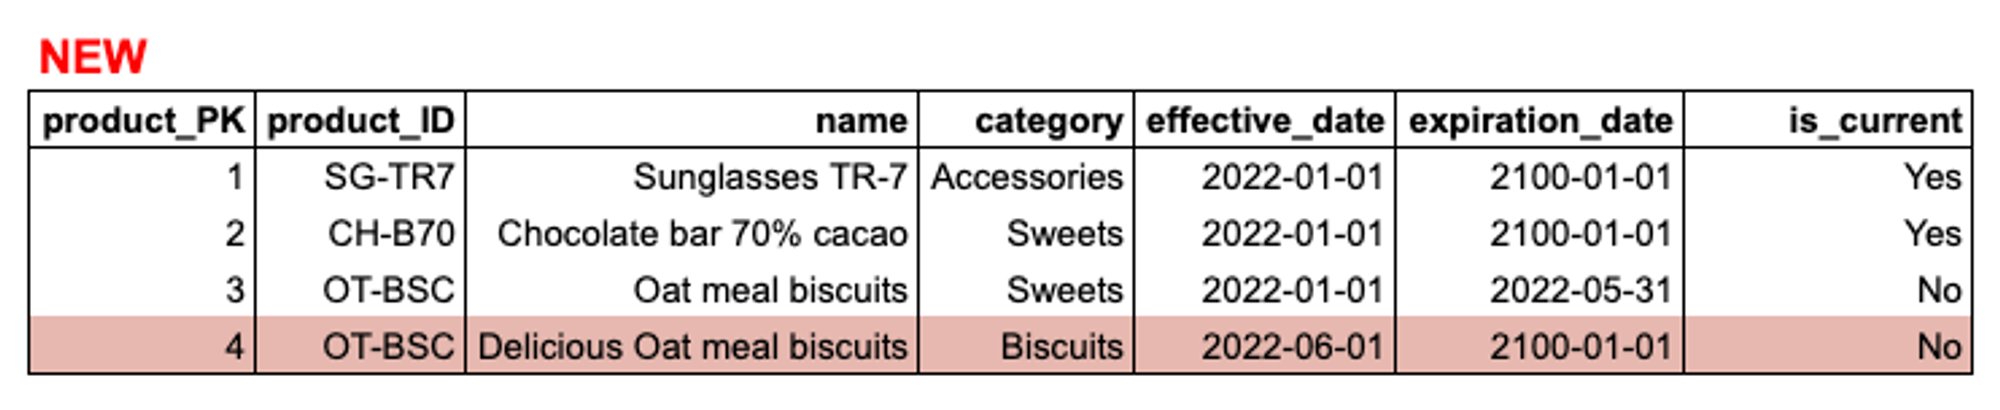 NEW
product_PK product_ID name category effective_date expiration_date is_current
1 SG-TR7 Sunglasses TR-7 Accessories 2022-01-01 2100-01-01 Yes
2 CH-B70 Chocolate bar 70% cacao Sweets 2022-01-01 2100-01-01 Yes
3 OT-BSC Oat meal biscuits Sweets 2022-01-01 2022-05-31 No
4 OT-BSC Delicious Oat meal biscuits Biscuits 2022-06-01 2100-01-01 No